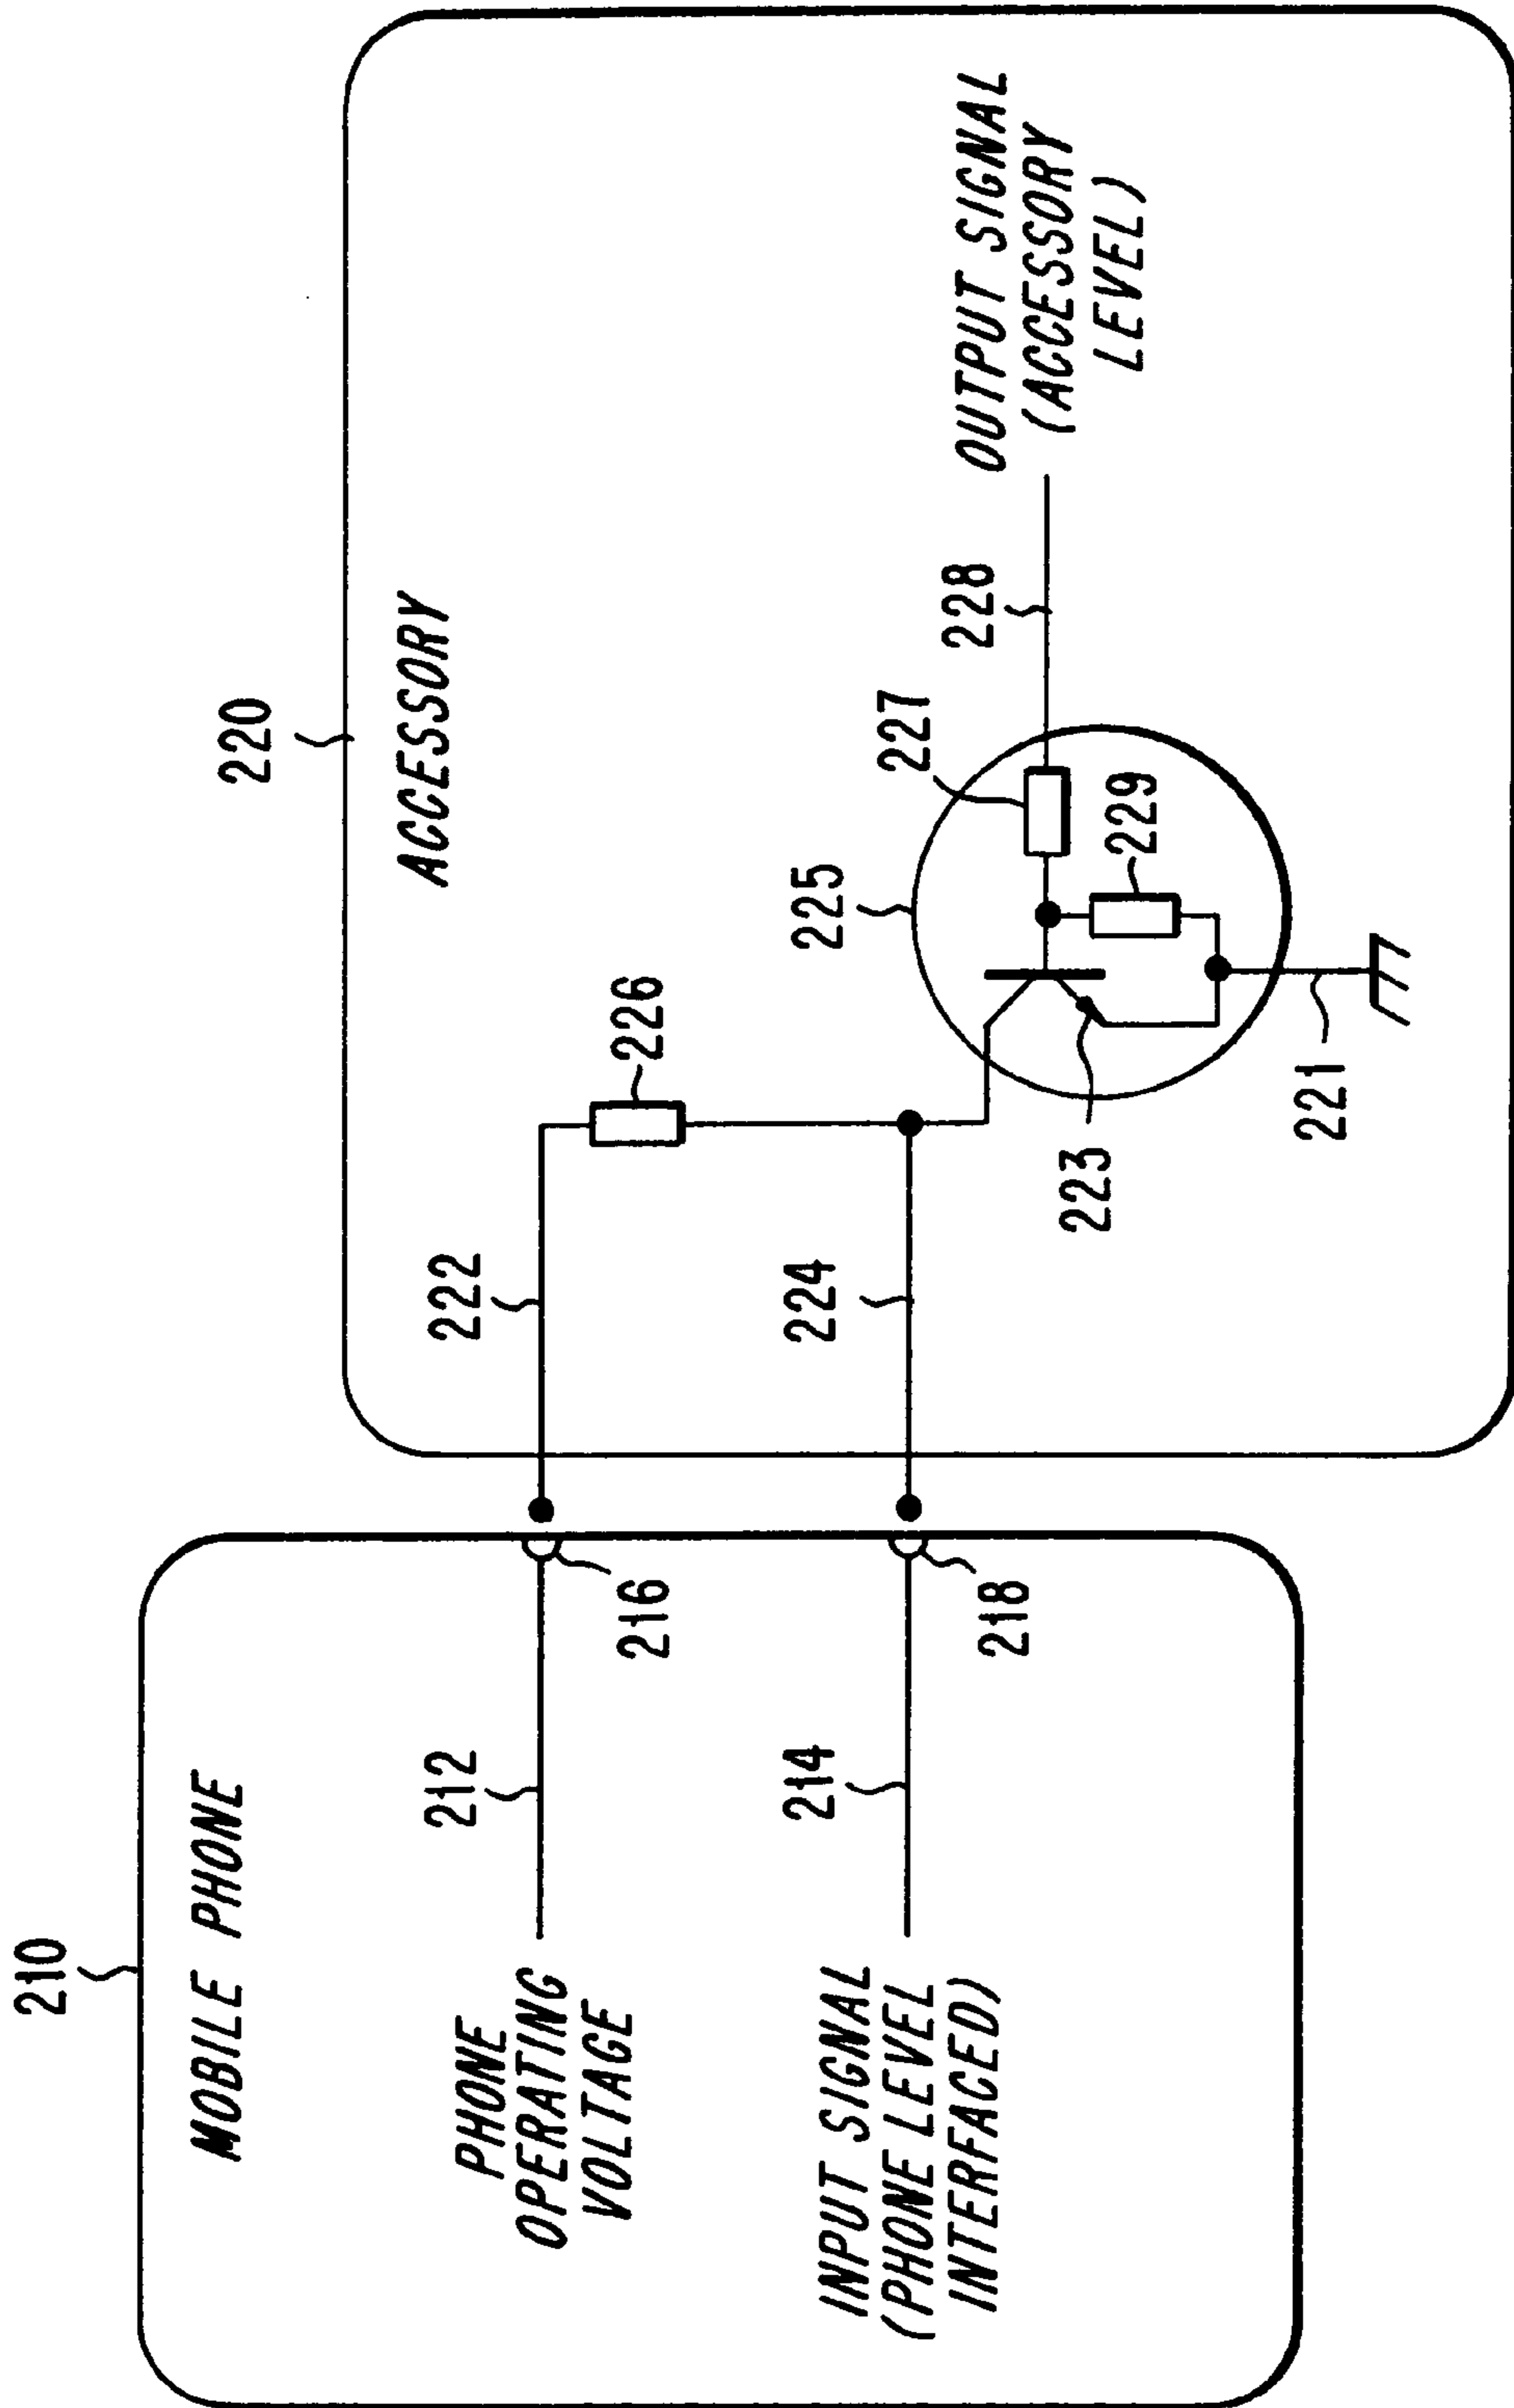 210
MOBILE PHONE
PHONE
OPERATING
VOLTAGE
212
216
INPUT SIGNAL
(PHONE LEVEL
INTERFACED)
214
218
220
ACCESSORY
222
224
226
225
223
227
229
228
221
OUTPUT SIGNAL
(ACCESSORY
LEVEL)